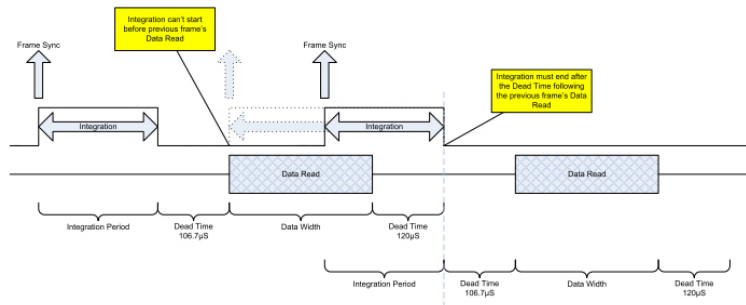 Integration can't start
before previous frame's
Data Read
Frame Sync
Frame Sync
Integration must end after
the Dead Time following
the previous frame's Data
Read
Integration
Integration
Data Read
Data Read
Integration Period
Dead Time
106.7µS
Data Width
Dead Time
120µS
Integration Period
Dead Time
106.7µS
Data Width
Dead Time
120µS